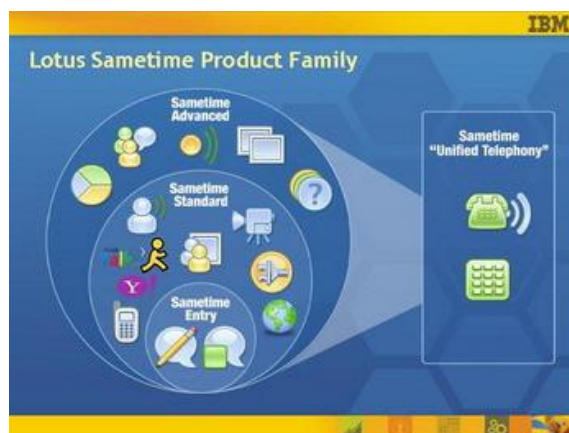 IBM
Lotus Sametime Product Family
Sametime
Advanced
Sametime
"Unified Telephony"
Sametime
Standard
Y!
Sametime
Entry
?